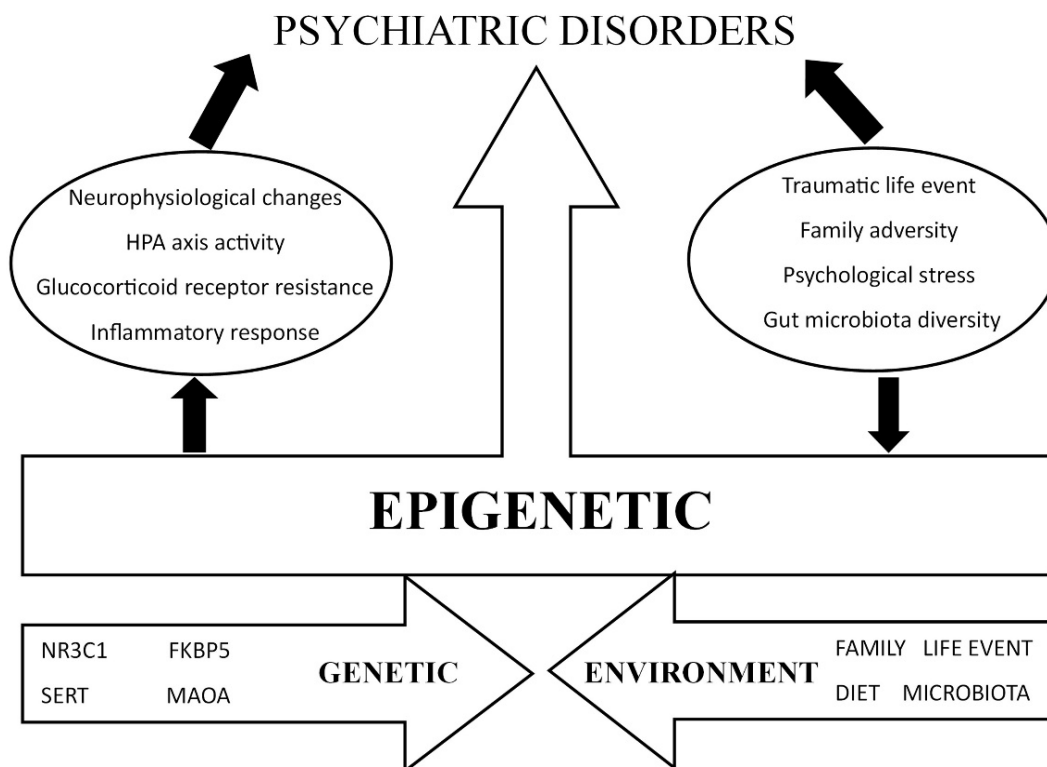 PSYCHIATRIC DISORDERS
Neurophysiological changes
HPA axis activity
Glucocorticoid receptor resistance
Inflammatory response
Traumatic life event
Family adversity
Psychological stress
Gut microbiota diversity
EPIGENETIC
NR3C1 FKBP5
SERT MAOA
GENETIC
ENVIRONMENT
FAMILY LIFE EVENT
DIET MICROBIOTA